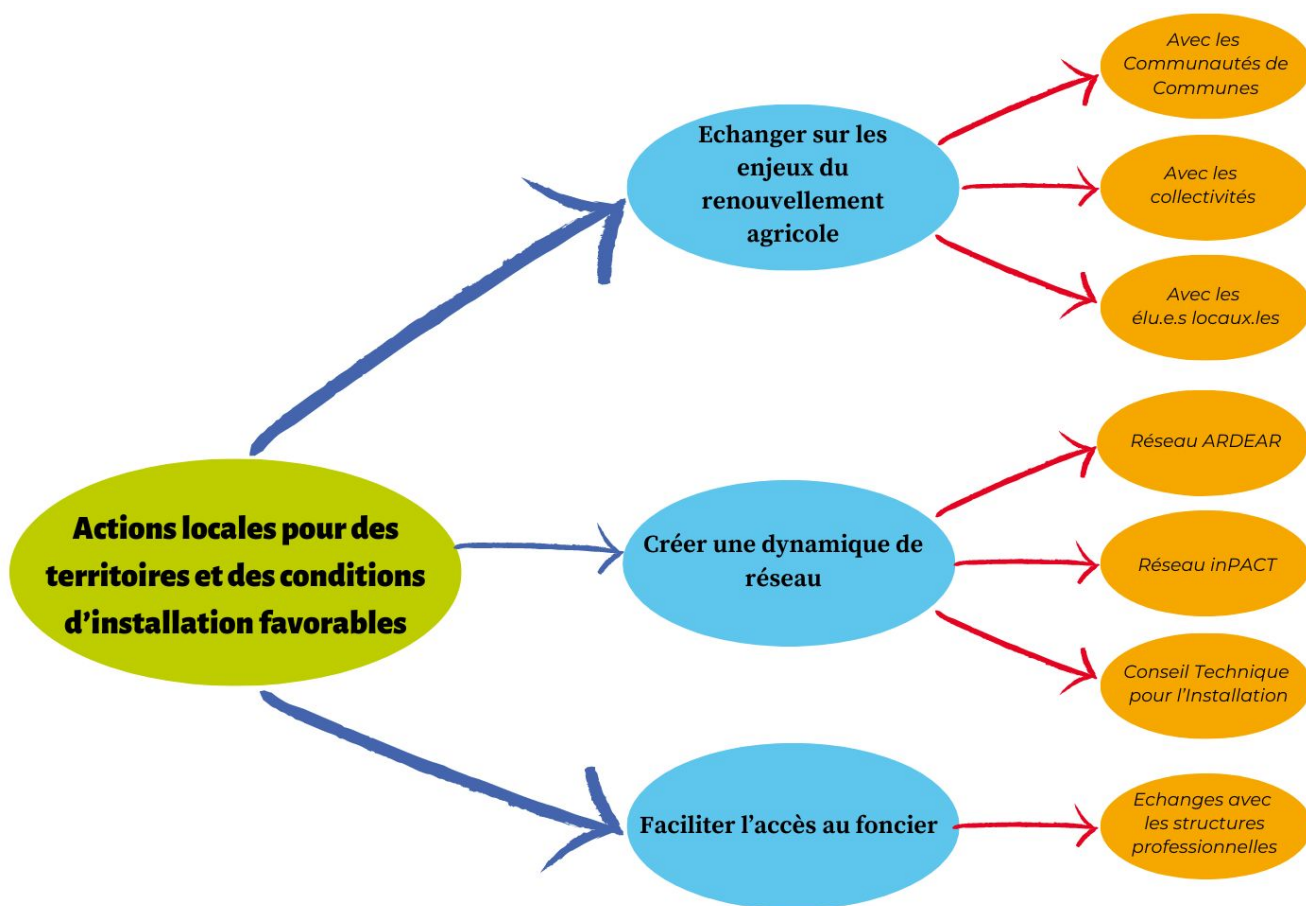 Actions locales pour des
territoires et des conditions
d'installation favorables
Echanger sur les
enjeux du
renouvellement
agricole
Avec les
Communautés de
Communes
Avec les
collectivités
Avec les
élu.e.s locaux.les
Créer une dynamique de
réseau
Réseau ARDEAR
Réseau inPACT
Conseil Technique
pour l'Installation
Faciliter l'accès au foncier
Echanges avec
les structures
professionnelles